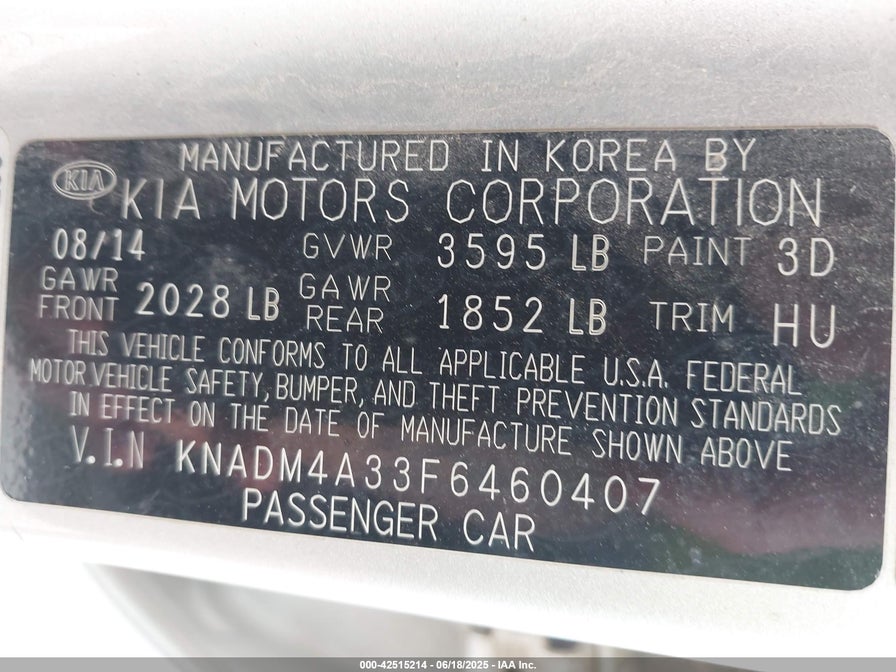 MANUFACTURED IN KOREA BY
KIA KIA MOTORS CORPORATION
08/14 GVWR 3595 LB PAINT 3D
GAWR FRONT 2028 LB GAWR REAR 1852 LB TRIM HU
THIS VEHICLE CONFORMS TO ALL APPLICABLE U.S.A. FEDERAL
MOTOR VEHICLE SAFETY, BUMPER, AND THEFT PREVENTION STANDARDS
IN EFFECT ON THE DATE OF MANUFACTURE SHOWN ABOVE
V.I.N KNADM4A33F6460407
PASSENGER CAR
000-42515214 - 06/18/2025 - IAA Inc.